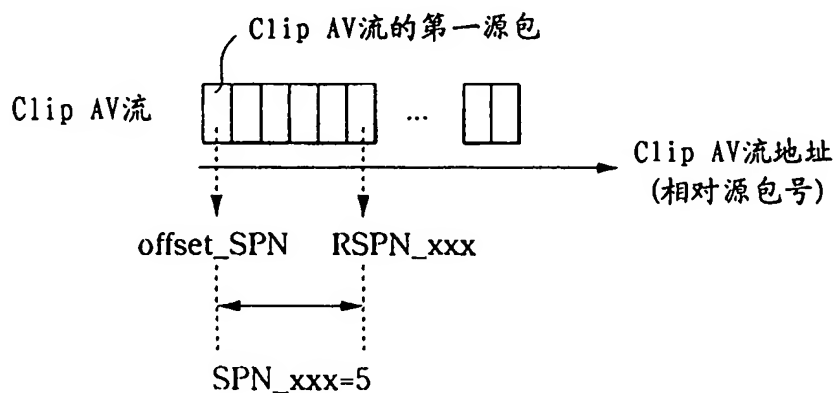 Clip AV流的第一源包
Clip AV流
...
Clip AV流地址
(相对源包号)
offset_SPN
RSPN_xxx
SPN_xxx=5